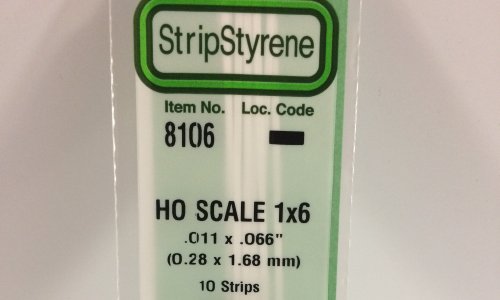 StripStyrene
Item No. Loc. Code
8106
HO SCALE 1x6
.011 x .066"
(0.28 x 1.68 mm)
10 Strips